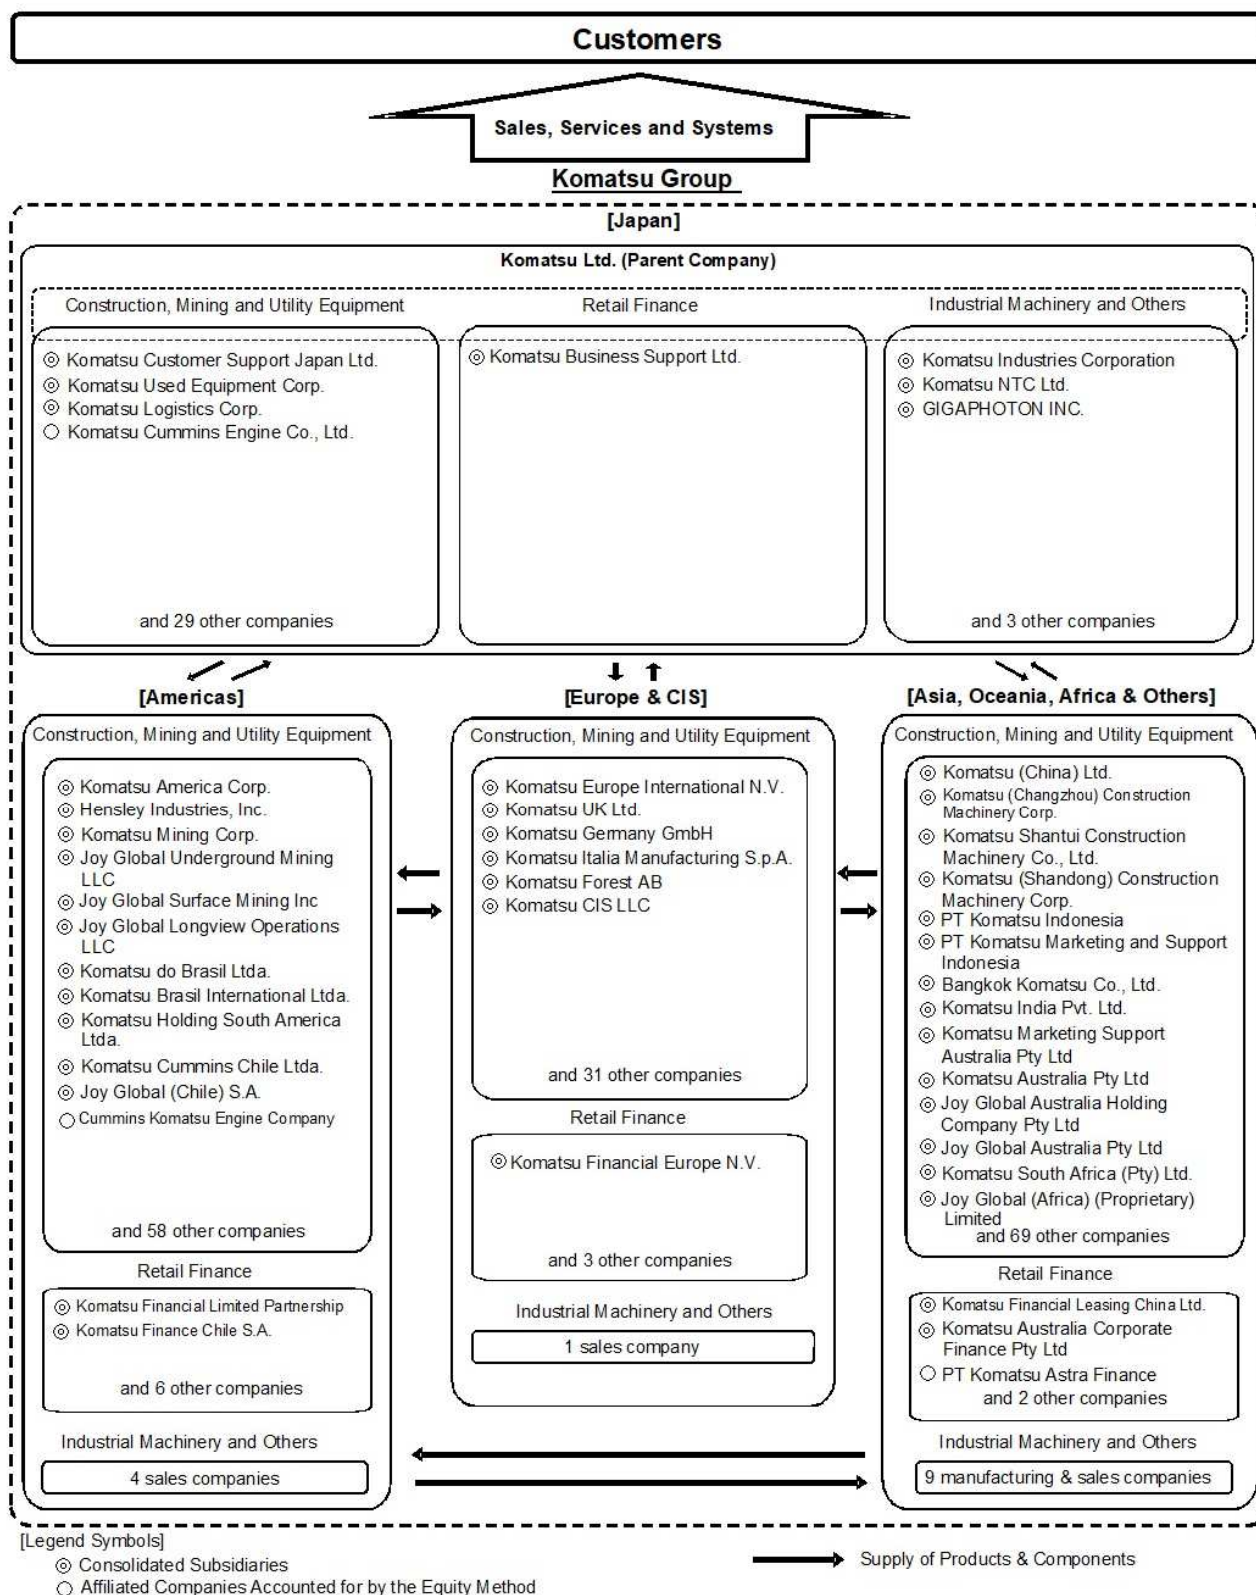 Customers
Sales, Services and Systems
Komatsu Group
[Japan]
Komatsu Ltd. (Parent Company)
Construction, Mining and Utility Equipment
◎ Komatsu Customer Support Japan Ltd.
◎ Komatsu Used Equipment Corp.
◎ Komatsu Logistics Corp.
○ Komatsu Cummins Engine Co., Ltd.
and 29 other companies
Retail Finance
◎ Komatsu Business Support Ltd.
Industrial Machinery and Others
◎ Komatsu Industries Corporation
◎ Komatsu NTC Ltd.
◎ GIGAPHOTON INC.
and 3 other companies
[Americas]
Construction, Mining and Utility Equipment
◎ Komatsu America Corp.
◎ Hensley Industries, Inc.
◎ Komatsu Mining Corp.
◎ Joy Global Underground Mining
LLC
◎ Joy Global Surface Mining Inc
◎ Joy Global Longview Operations
LLC
◎ Komatsu do Brasil Ltda.
◎ Komatsu Brasil International Ltda.
◎ Komatsu Holding South America
Ltda.
◎ Komatsu Cummins Chile Ltda.
◎ Joy Global (Chile) S.A.
○ Cummins Komatsu Engine Company
and 58 other companies
Retail Finance
◎ Komatsu Financial Limited Partnership
◎ Komatsu Finance Chile S.A.
and 6 other companies
Industrial Machinery and Others
4 sales companies
[Europe & CIS]
Construction, Mining and Utility Equipment
◎ Komatsu Europe International N.V.
◎ Komatsu UK Ltd.
◎ Komatsu Germany GmbH
◎ Komatsu Italia Manufacturing S.p.A.
◎ Komatsu Forest AB
◎ Komatsu CIS LLC
and 31 other companies
Retail Finance
◎ Komatsu Financial Europe N.V.
and 3 other companies
Industrial Machinery and Others
1 sales company
[Asia, Oceania, Africa & Others]
Construction, Mining and Utility Equipment
◎ Komatsu (China) Ltd.
◎ Komatsu (Changzhou) Construction
Machinery Corp.
◎ Komatsu Shantui Construction
Machinery Co., Ltd.
◎ Komatsu (Shandong) Construction
Machinery Corp.
◎ PT Komatsu Indonesia
◎ PT Komatsu Marketing and Support
Indonesia
◎ Bangkok Komatsu Co., Ltd.
◎ Komatsu India Pvt. Ltd.
◎ Komatsu Marketing Support
Australia Pty Ltd
◎ Komatsu Australia Pty Ltd
◎ Joy Global Australia Holding
Company Pty Ltd
◎ Joy Global Australia Pty Ltd
◎ Komatsu South Africa (Pty) Ltd.
◎ Joy Global (Africa) (Proprietary)
Limited
and 69 other companies
Retail Finance
◎ Komatsu Financial Leasing China Ltd.
◎ Komatsu Australia Corporate
Finance Pty Ltd
○ PT Komatsu Astra Finance
and 2 other companies
Industrial Machinery and Others
9 manufacturing & sales companies
[Legend Symbols]
◎ Consolidated Subsidiaries
○ Affiliated Companies Accounted for by the Equity Method
Supply of Products & Components